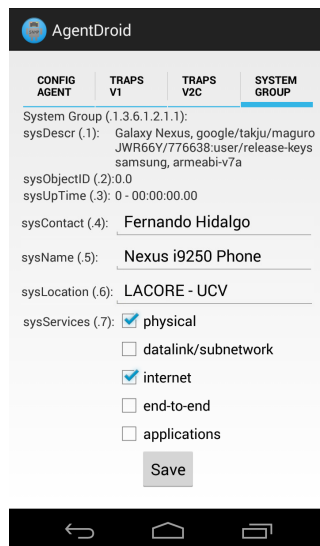 AgentDroid
CONFIG AGENT
TRAPS V1
TRAPS V2C
SYSTEM GROUP
System Group (.1.3.6.1.2.1.1):
sysDescr (.1): Galaxy Nexus, google/takju/maguro
JWR66Y/776638:user/release-keys
samsung, armeabi-v7a
sysObjectID (.2):0.0
sysUpTime (.3): 0 - 00:00:00.00
sysContact (.4): Fernando Hidalgo
sysName (.5): Nexus i9250 Phone
sysLocation (.6): LACORE - UCV
sysServices (.7): physical
datalink/subnetwork
internet
end-to-end
applications
Save